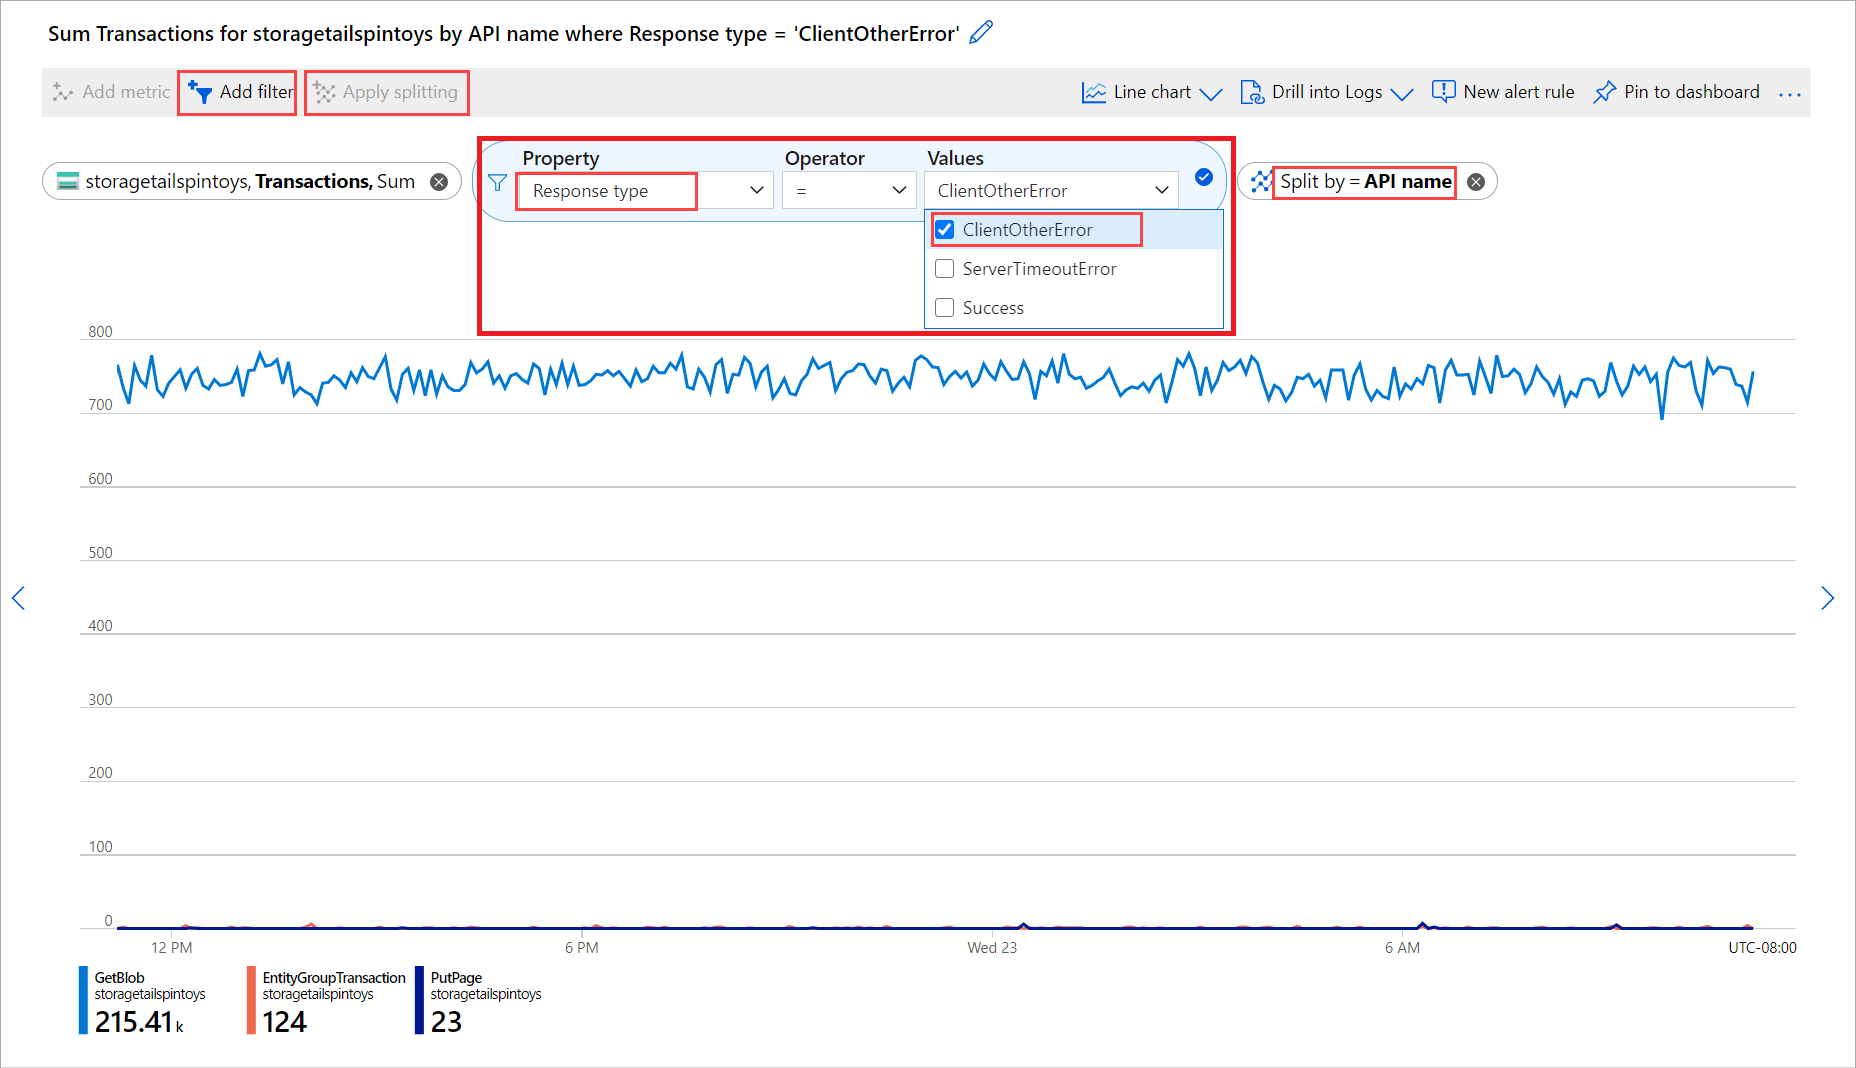 Sum Transactions for storagetailspintoys by API name where Response type = 'ClientOtherError'
Add metric Add filter Apply splitting Line chart Drill into Logs New alert rule Pin to dashboard ...
storagetailspintoys, Transactions, Sum
Property Operator Values
Response type = ClientOtherError
Split by = API name
ClientOtherError
ServerTimeoutError
Success
800
700
600
500
400
300
200
100
0
12 PM 6 PM Wed 23 6 AM UTC-08:00
GetBlob
storagetailspintoys
215.41 k
EntityGroupTransaction
storagetailspintoys
124
PutPage
storagetailspintoys
23